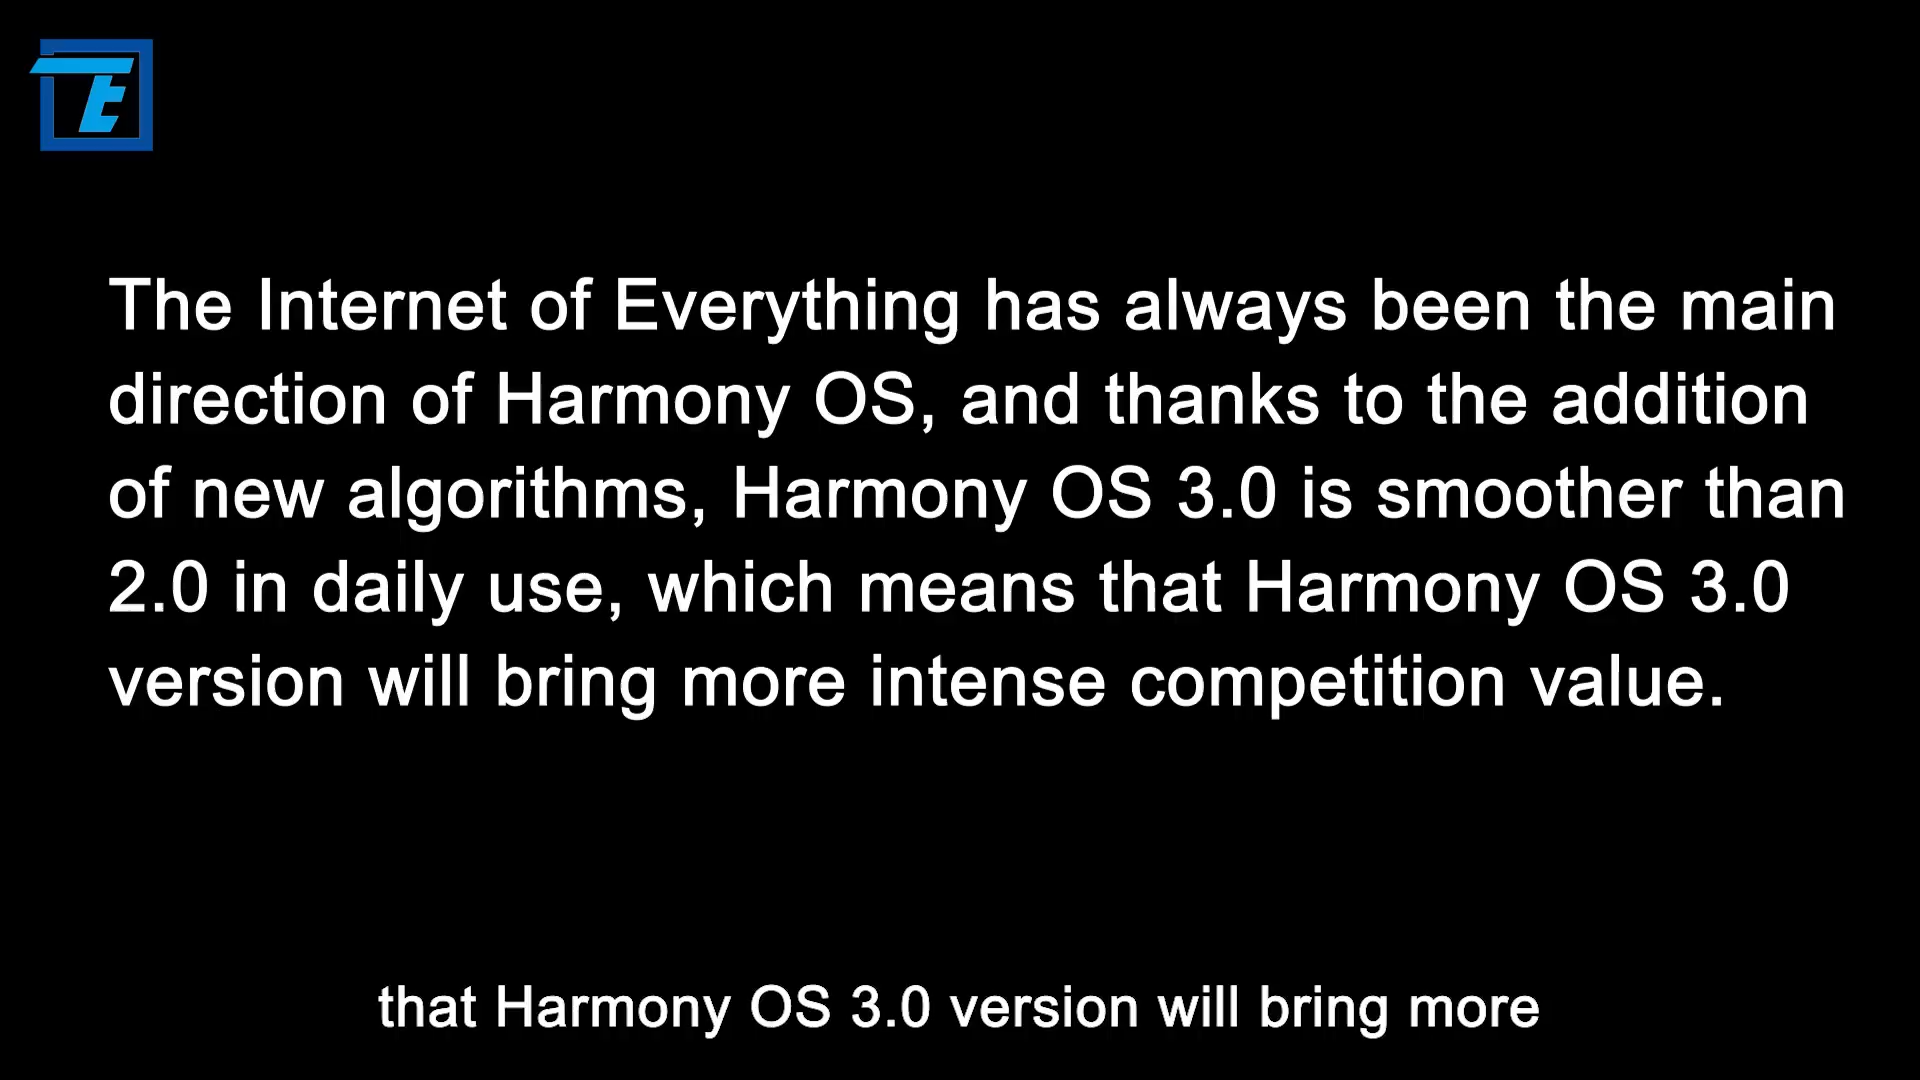 TE
The Internet of Everything has always been the main
direction of Harmony OS, and thanks to the addition
of new algorithms, Harmony OS 3.0 is smoother than
2.0 in daily use, which means that Harmony OS 3.0
version will bring more intense competition value.
that Harmony OS 3.0 version will bring more